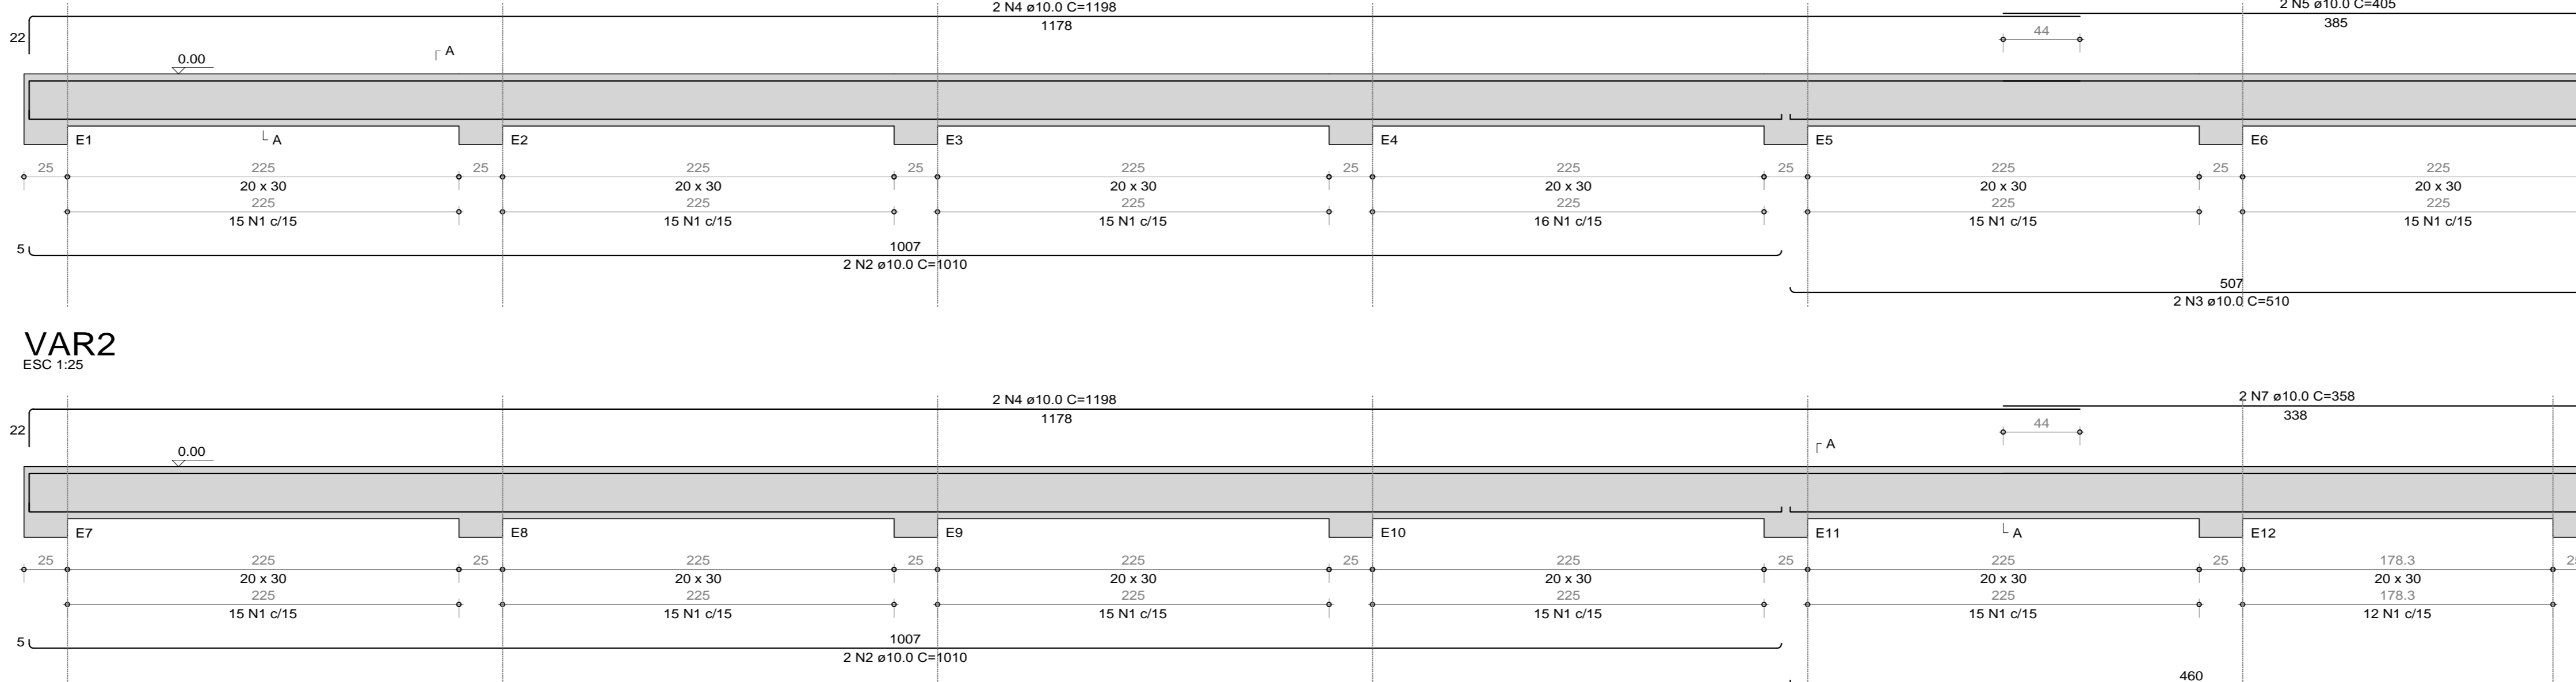 2 N4 ø10.0 C=1198 2 N5 ø10.0 C=405
1178 385
22 44
A
0.00
E1 A E2 E3 E4 E5 E6
25 225 25 225 25 225 25 225 25 225 25 225
20 x 30 20 x 30 20 x 30 20 x 30 20 x 30 20 x 30
225 225 225 225 225 225
15 N1 c/15 15 N1 c/15 15 N1 c/15 16 N1 c/15 15 N1 c/15 15 N1 c/15
5 1007
2 N2 ø10.0 C=1010
507
2 N3 ø10.0 C=510
VAR2
ESC 1:25
2 N4 ø10.0 C=1198 2 N7 ø10.0 C=358
1178 338
22 44
A
0.00
E7 E8 E9 E10 E11 A E12
25 225 25 225 25 225 25 225 25 225 25 178.3
20 x 30 20 x 30 20 x 30 20 x 30 20 x 30 20 x 30
225 225 225 225 225 178.3
15 N1 c/15 15 N1 c/15 15 N1 c/15 15 N1 c/15 15 N1 c/15 12 N1 c/15
5 1007
2 N2 ø10.0 C=1010
460